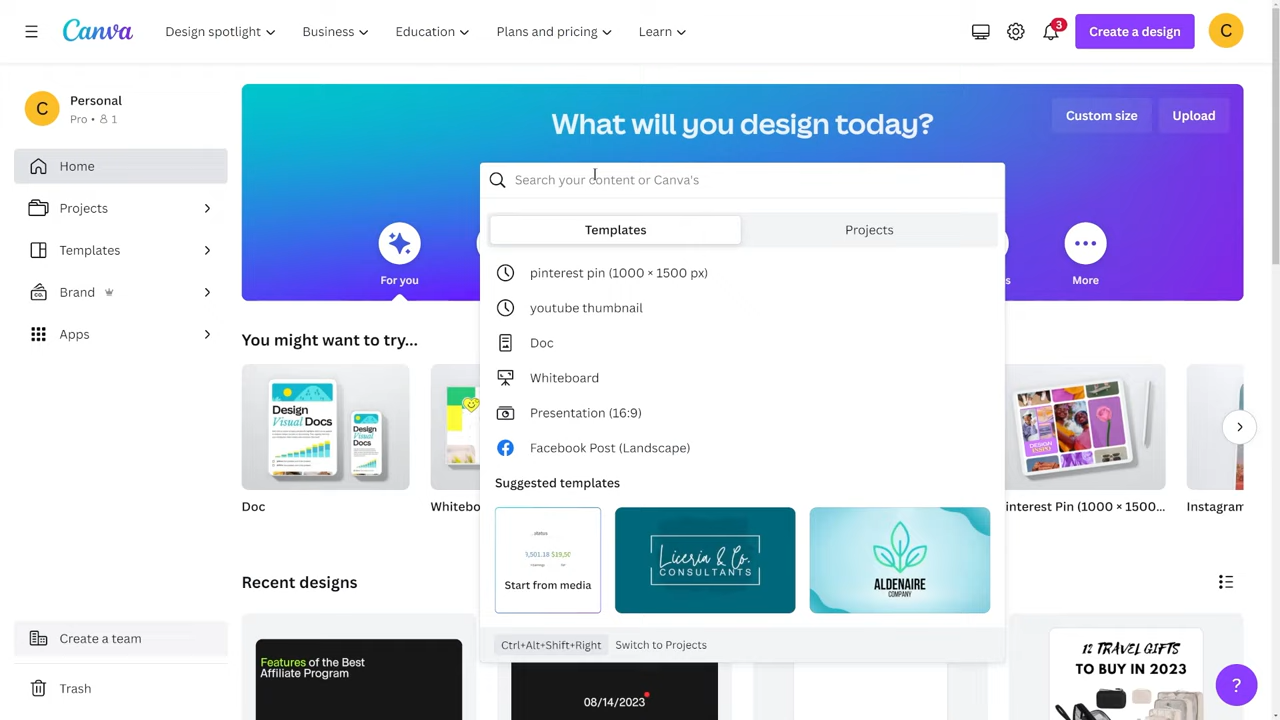 Canva
Design spotlight
Business
Education
Plans and pricing
Learn
3
Create a design
C
C
Personal
Pro • 1
Home
Projects
Templates
Brand
Apps
Create a team
Trash
What will you design today?
Custom size
Upload
Search your content or Canva's
Templates
Projects
For you
s
More
pinterest pin (1000 × 1500 px)
youtube thumbnail
Doc
Whiteboard
Presentation (16:9)
Facebook Post (Landscape)
Suggested templates
Start from media
Liceria & Co.
CONSULTANTS
ALDENAIRE
COMPANY
Ctrl+Alt+Shift+Right
Switch to Projects
You might want to try...
Design
Visual Docs
Design
Visual Docs
Doc
Whitebo
interest Pin (1000 × 1500...
Instagram
Recent designs
Features of the Best
Affiliate Program
08/14/2023
12 TRAVEL GIFTS
TO BUY IN 2023
?